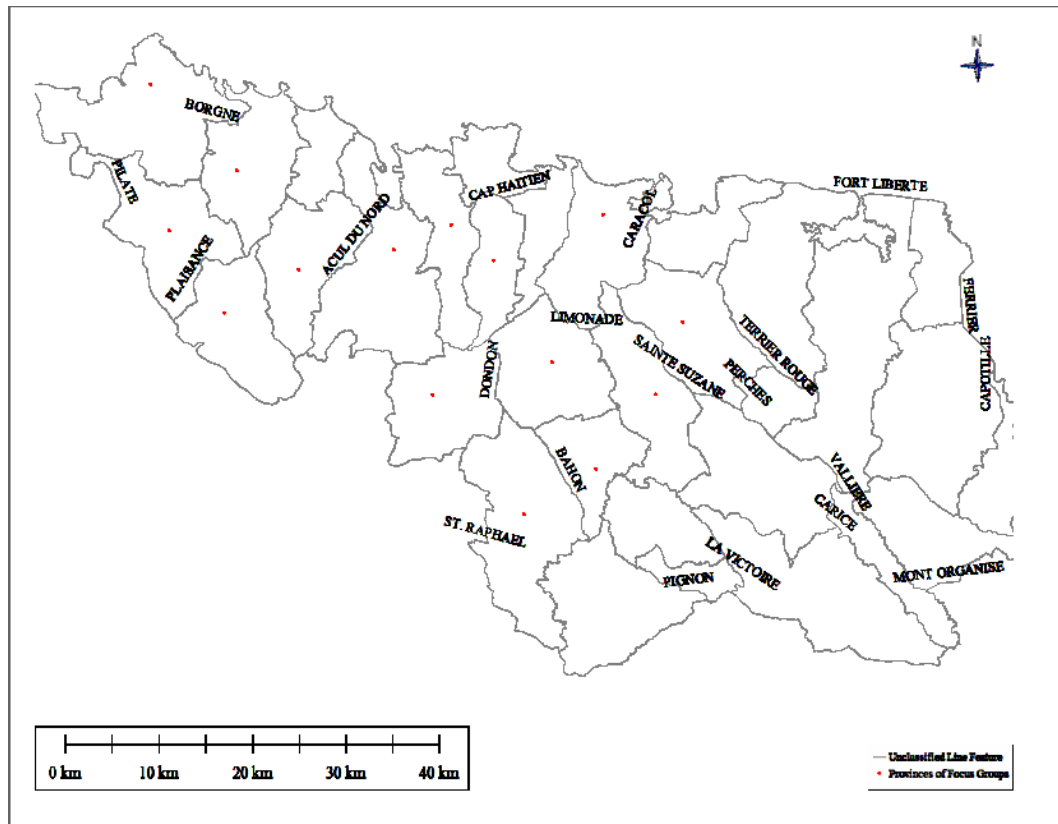 N
BORGNE
PILATE
PLAISANCE
ACUL DU NORD
CAP HAITIEN
CARACOL
FORT LIBERTE
FERRIER
CAPOTILLE
LIMONADE
TERRIER ROUGE
SAINTE SUZANE
PERCHES
DONDON
BAHON
VALLIERE
CARICE
ST. RAPHAEL
LA VICTOIRE
PIGNON
MONT ORGANISE
0 km 10 km 20 km 30 km 40 km
Unclassified Line Feature
Provinces of Focus Groups